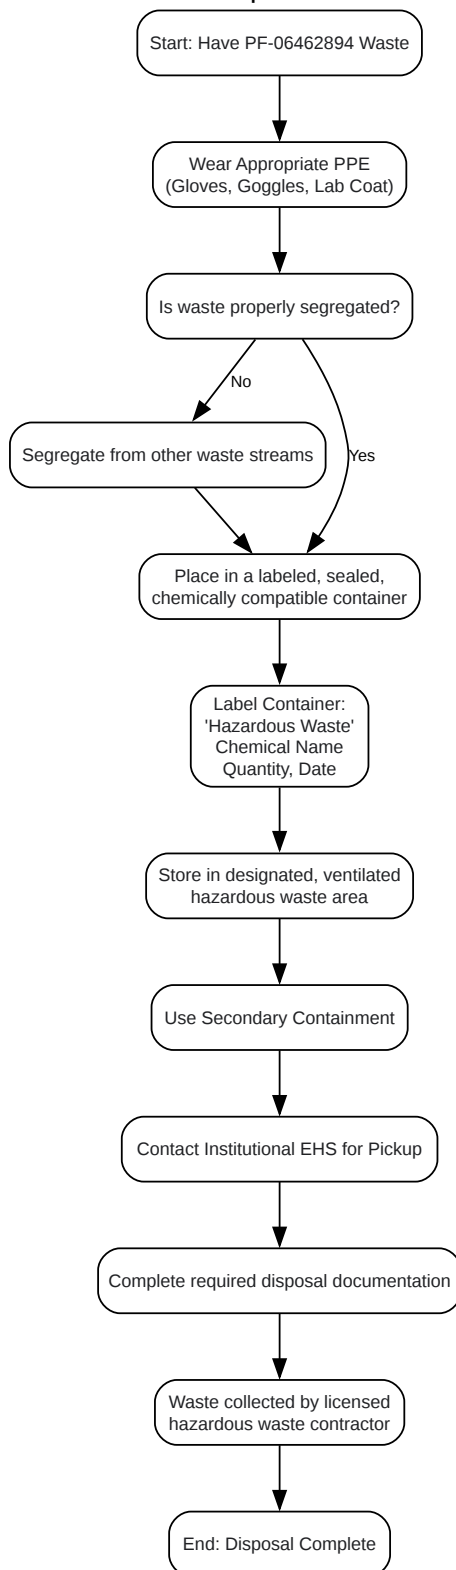 Start: Have PF-06462894 Waste
Wear Appropriate PPE
(Gloves, Goggles, Lab Coat)
Is waste properly segregated?
No
Segregate from other waste streams
Yes
Place in a labeled, sealed,
chemically compatible container
Label Container:
'Hazardous Waste'
Chemical Name
Quantity, Date
Store in designated, ventilated
hazardous waste area
Use Secondary Containment
Contact Institutional EHS for Pickup
Complete required disposal documentation
Waste collected by licensed
hazardous waste contractor
End: Disposal Complete